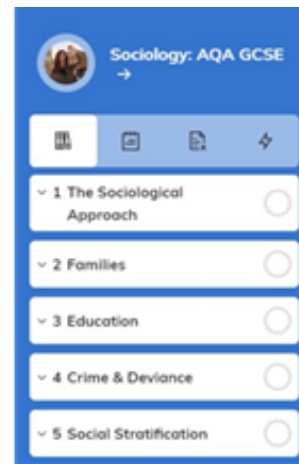 Sociology: AQA GCSE
→
1 The Sociological
Approach
2 Families
3 Education
4 Crime & Deviance
5 Social Stratification